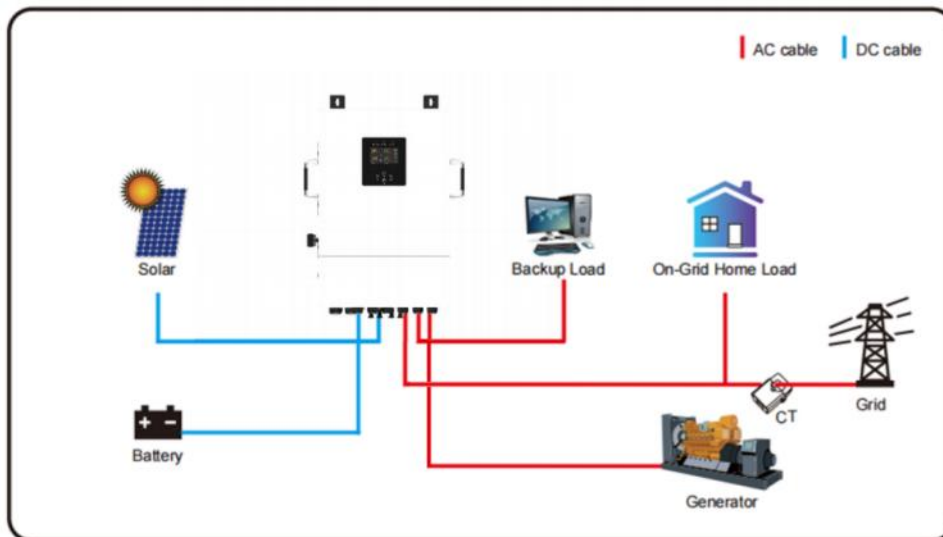 AC cable
DC cable
Solar
Backup Load
On-Grid Home Load
Battery
CT
Grid
Generator